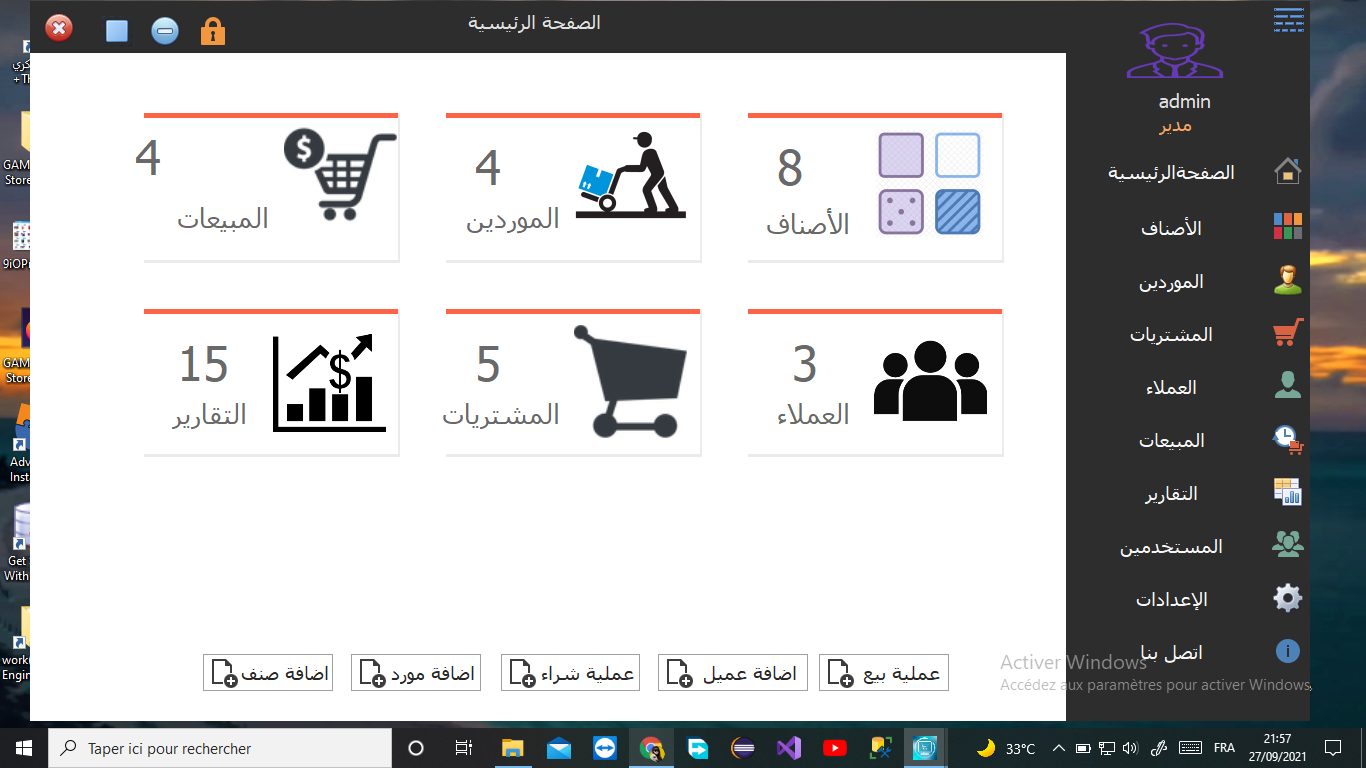 الصفحة الرئيسية
admin
مدير
الصفحةالرئيسية
الأصناف
الموردين
المشتريات
العملاء
المبيعات
التقارير
المستخدمين
الإعدادات
اتصل بنا
8
الأصناف
4
الموردين
4
المبيعات
3
العملاء
5
المشتريات
15
التقارير
عملية بيع
اضافة عميل
عملية شراء
اضافة مورد
اضافة صنف
Activer Windows
Accédez aux paramètres pour activer Windows.
GAM
Store
9iOPr
GAM
Store
Adv
Inst
Get
With
work
Engin
Taper ici pour rechercher
33°C
FRA
21:57
27/09/2021